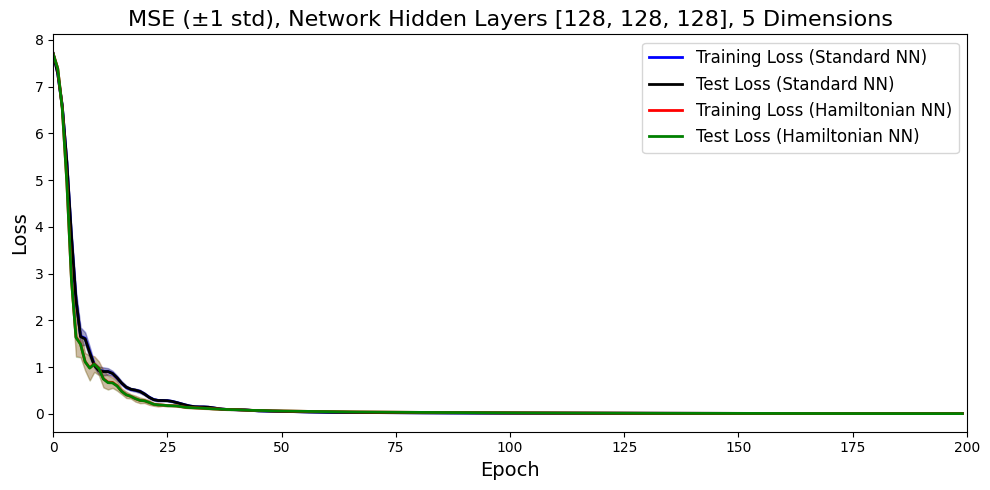 MSE (±1 std), Network Hidden Layers [128, 128, 128], 5 Dimensions
Training Loss (Standard NN)
Test Loss (Standard NN)
Training Loss (Hamiltonian NN)
Test Loss (Hamiltonian NN)
Loss
8
7
6
5
4
3
2
1
0
0 25 50 75 100 125 150 175 200
Epoch